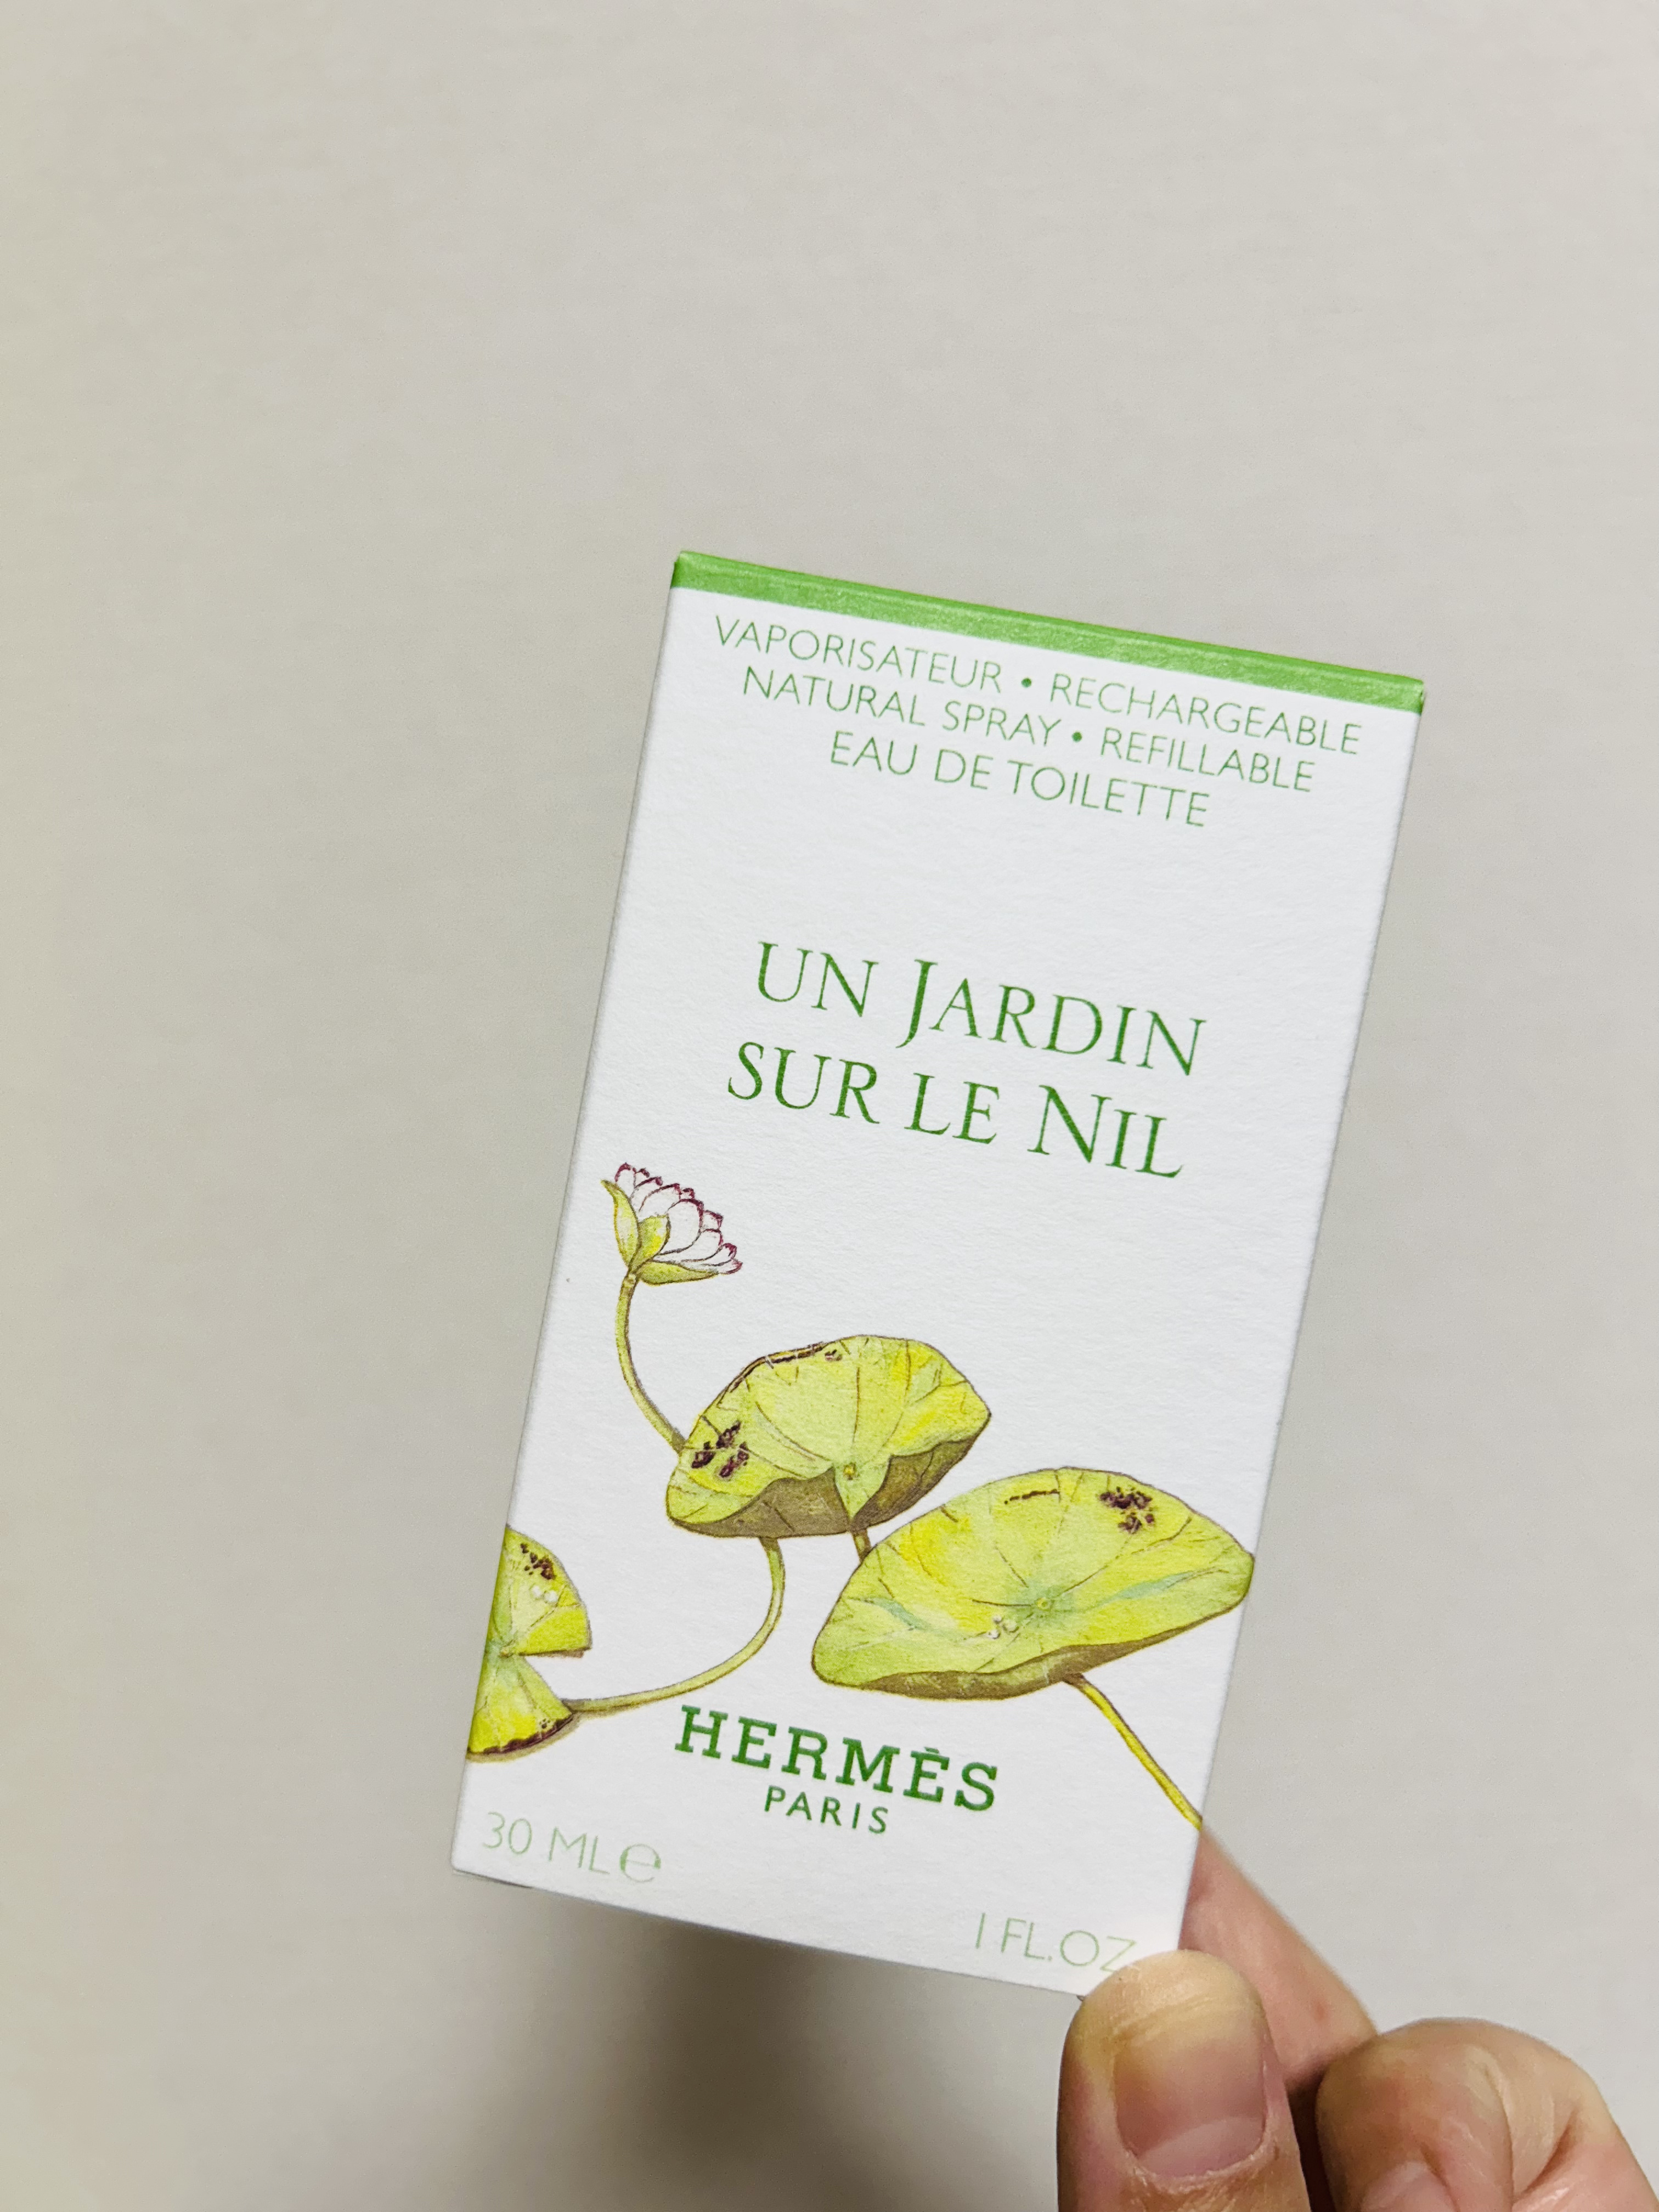 VAPORISATEUR • RECHARGEABLE
NATURAL SPRAY • REFILLABLE
EAU DE TOILETTE
UN JARDIN
SUR LE NIL
HERMÈS
PARIS
30 ML ℮
1 FL.OZ